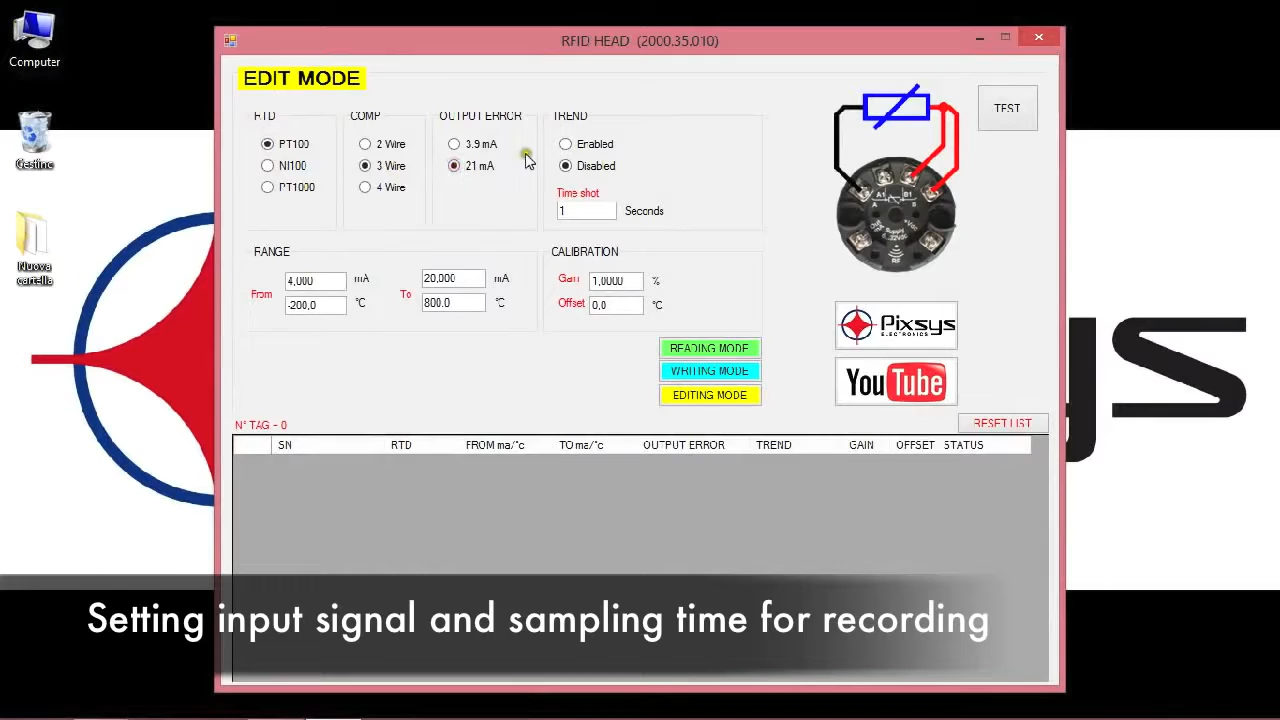 Computer
Cestino
Nuova
cartella
RFID HEAD (2000.35.010)
EDIT MODE
RTD
PT100
NI100
PT1000
COMP
2 Wire
3 Wire
4 Wire
OUTPUT ERROR
3.9 mA
21 mA
TREND
Enabled
Disabled
Time shot
1 Seconds
TEST
RANGE
From
4,000 mA
-200,0 °C
To
20,000 mA
800.0 °C
CALIBRATION
Gain 1,0000 %
Offset 0,0 °C
A1 B1
A S
RF
READING MODE
WRITING MODE
EDITING MODE
Pixsys
ELECTRONICS
YouTube
N° TAG - 0
RESET LIST
SN RTD FROM ma/°c TO ma/°c OUTPUT ERROR TREND GAIN OFFSET STATUS
Setting input signal and sampling time for recording